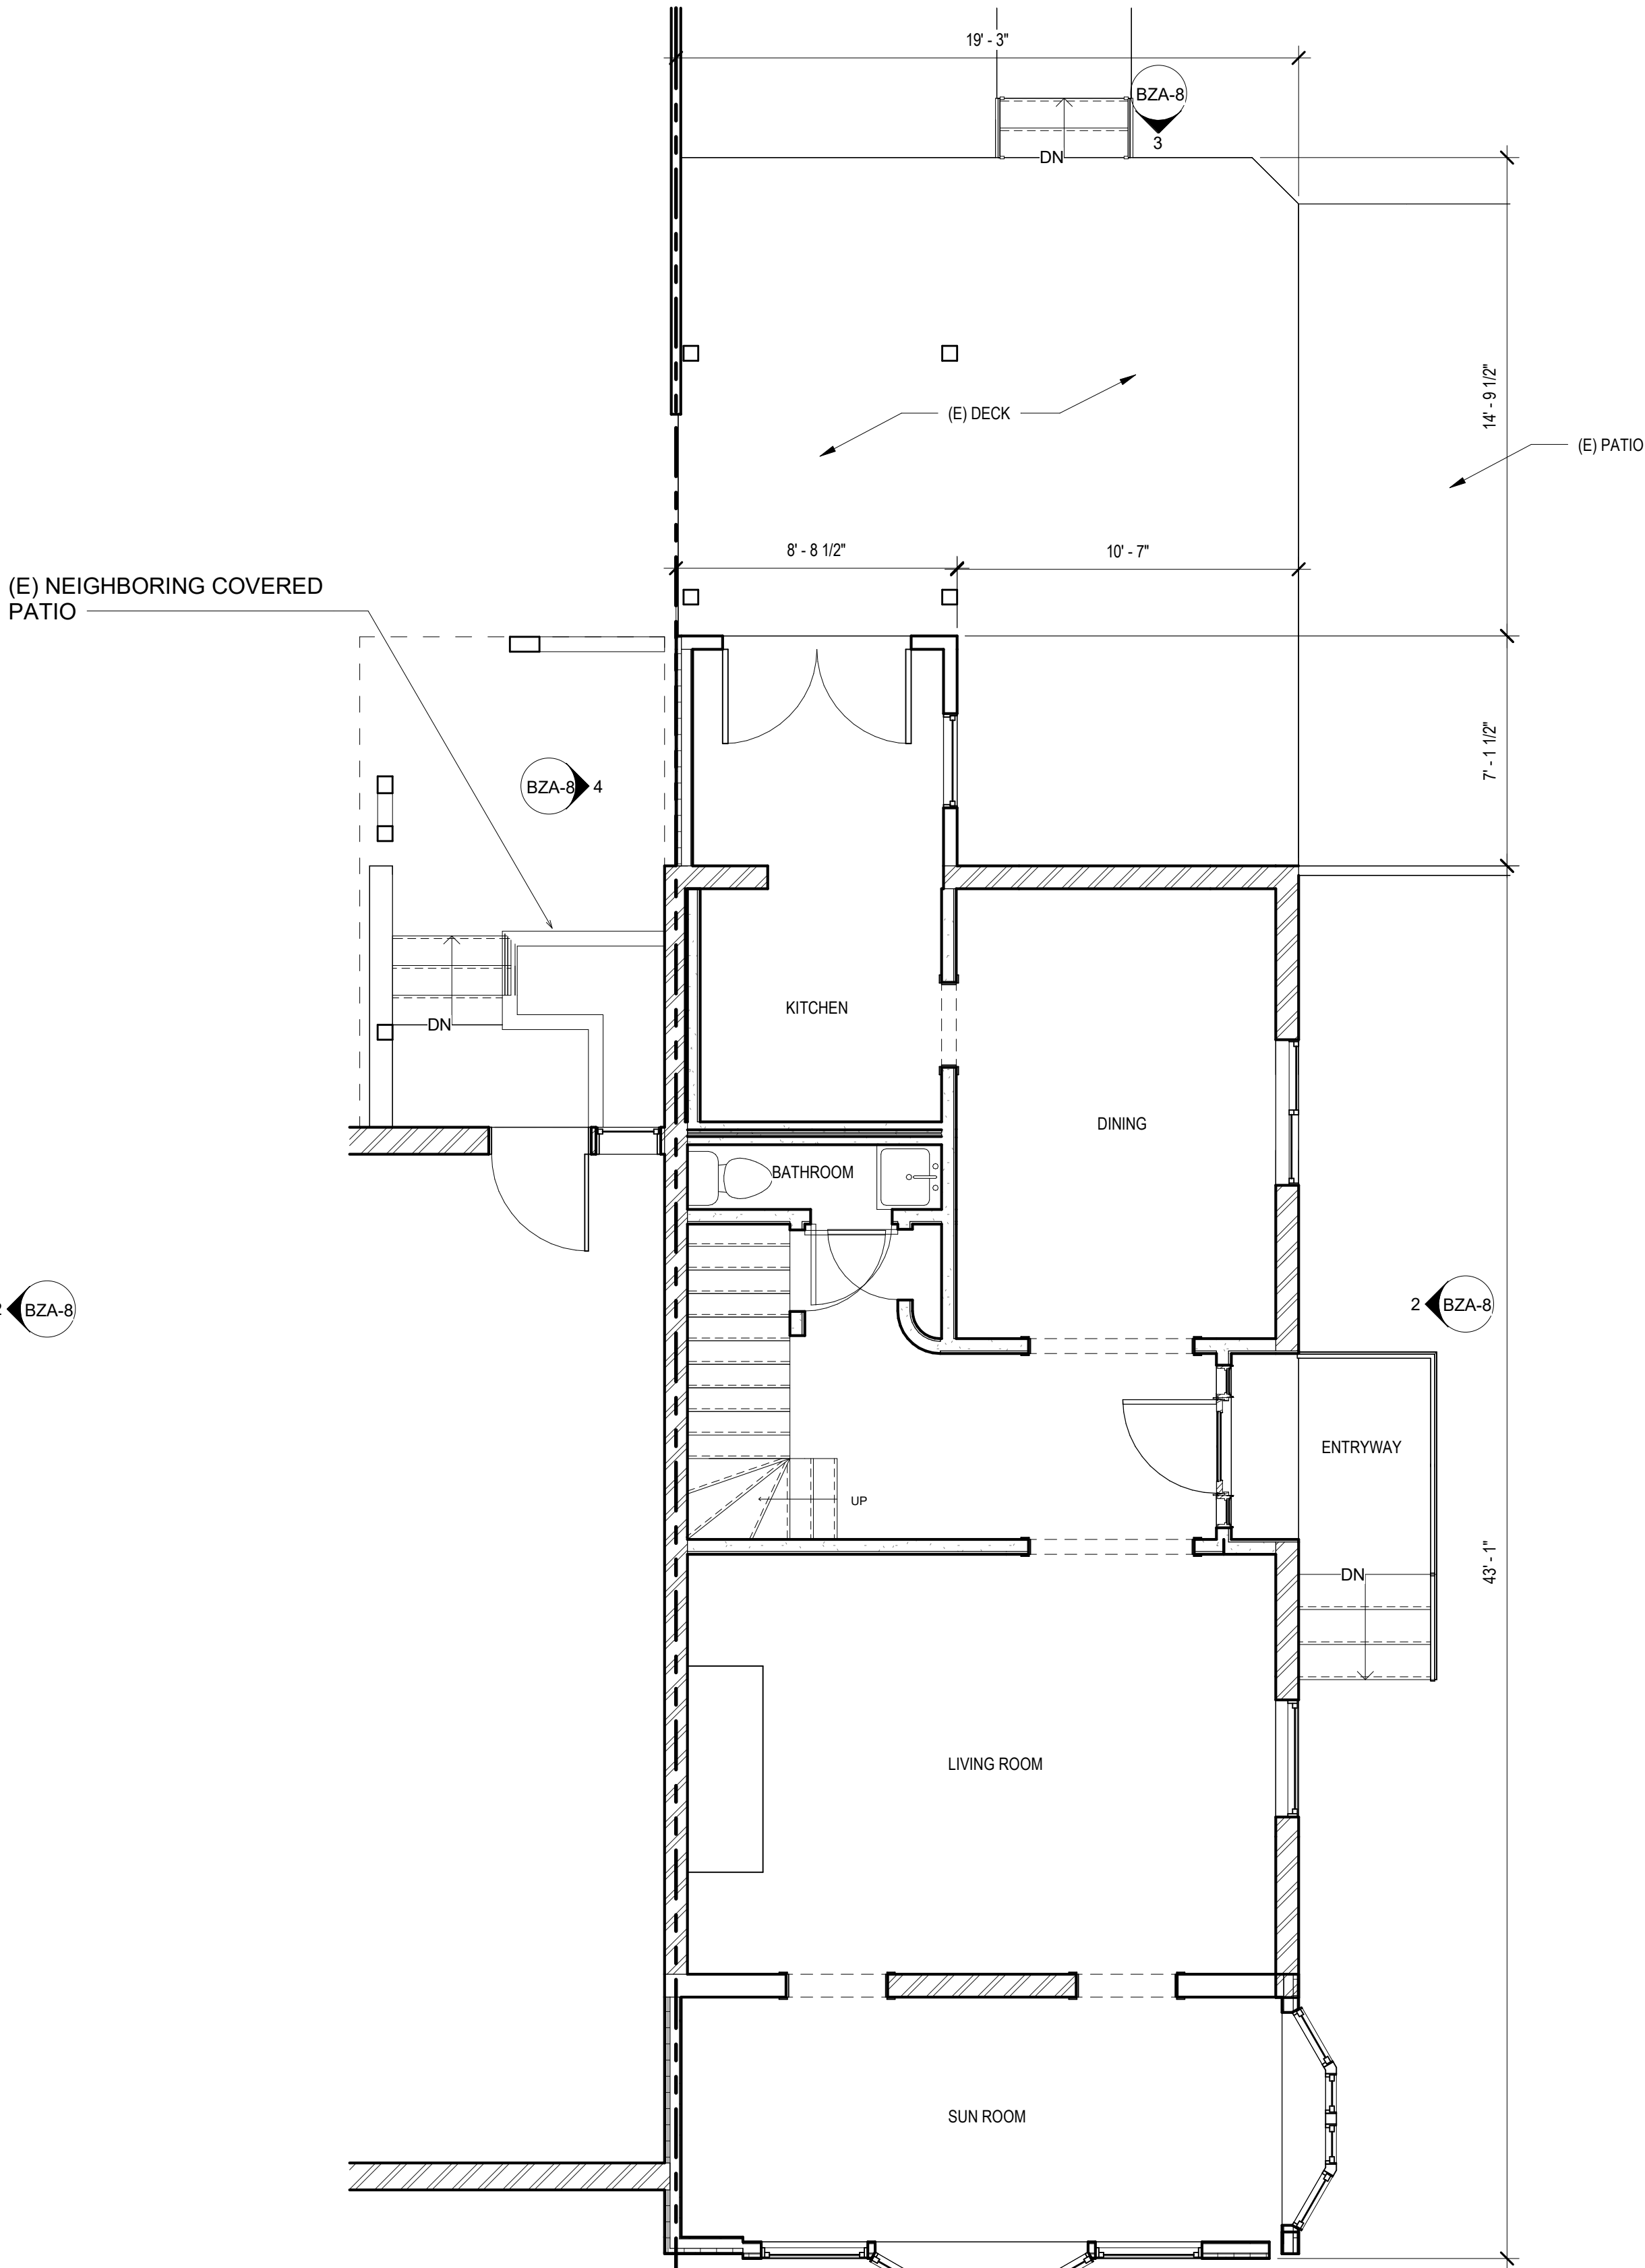 19' - 3"
BZA-8
3
DN
14' - 9 1/2"
(E) DECK
(E) PATIO
8' - 8 1/2"
10' - 7"
(E) NEIGHBORING COVERED
PATIO
7' - 1 1/2"
BZA-8
4
KITCHEN
DN
DINING
BATHROOM
BZA-8
2
BZA-8
ENTRYWAY
UP
43' - 1"
DN
LIVING ROOM
SUN ROOM